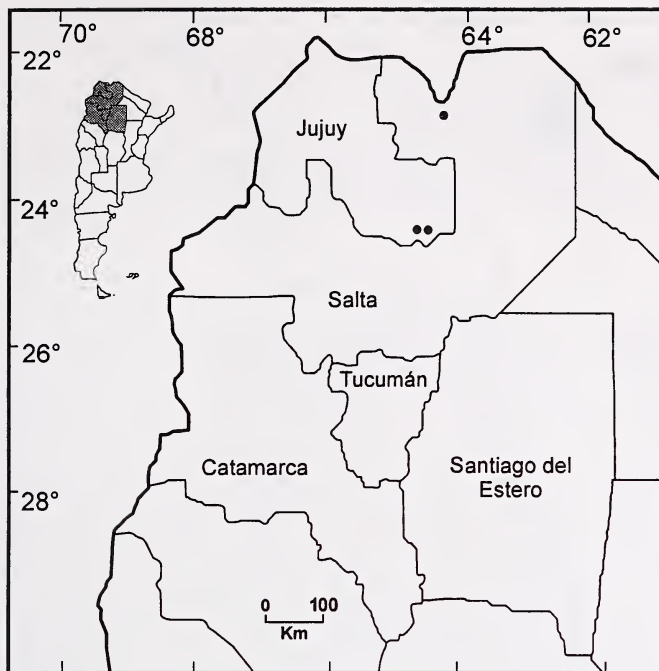 70° 68° 64° 62°
22°
Jujuy
24°
Salta
26°
Tucumán
Catamarca
Santiago del
Estero
28°
0 100
Km